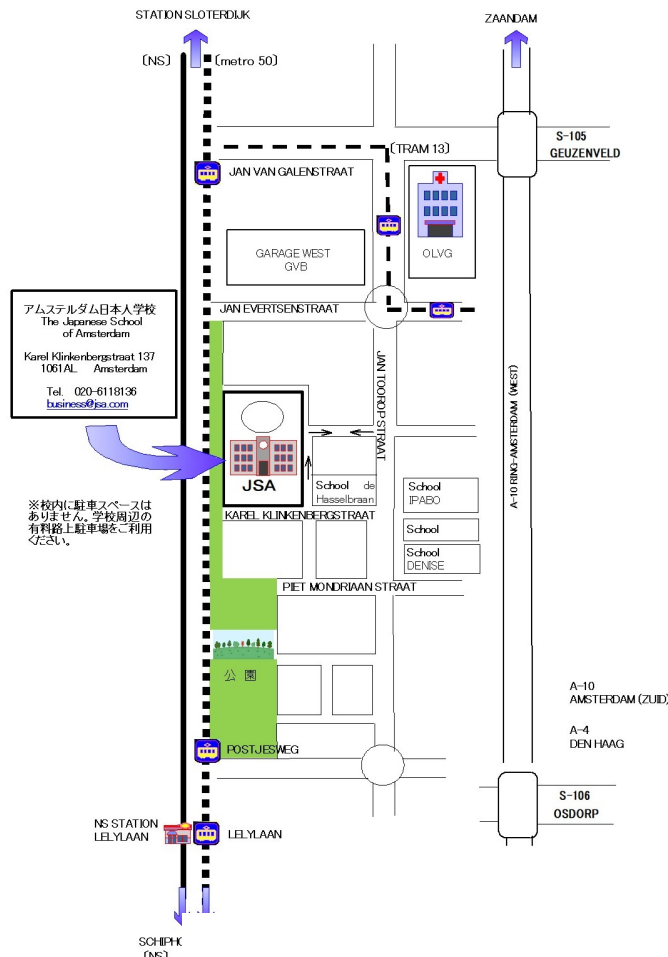 STATION SLOTERDIJK
ZAANDAM
〔NS〕
〔metro 50〕
S-105
GEUZENVELD
〔TRAM 13〕
JAN VAN GALENSTRAAT
GARAGE WEST
GVB
OLVG
JAN EVERTSENSTRAAT
アムステルダム日本人学校
The Japanese School
of Amsterdam
Karel Klinkenbergstraat 137
1061AL Amsterdam
Tel. 020-6118136
business@jsa.com
JAN TOOROP STRAAT
A-10 RING-AMSTERDAM (WEST)
JSA
School de
Hasselbraan
School
IPABO
※校内に駐車スペースは
ありません。学校周辺の
有料路上駐車場をご利用
ください。
KAREL KLINKENBERGSTRAAT
School
School
DENISE
PIET MONDRIAAN STRAAT
公園
A-10
AMSTERDAM (ZUID)
A-4
DEN HAAG
POSTJESWEG
S-106
OSDORP
NS STATION
LELYLAAN
LELYLAAN
SCHIPH
〔NS〕